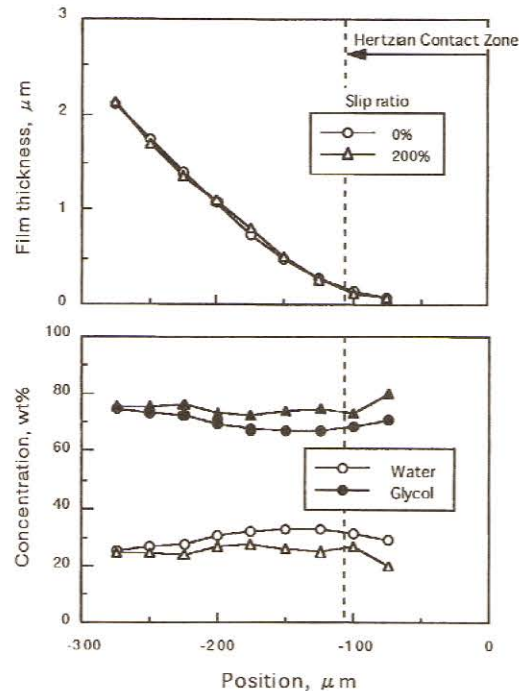 3
2
1
0
Film thickness, μm
Hertzian Contact Zone
Slip ratio
0%
200%
100
80
60
40
20
0
Concentration, wt%
Water
Glycol
-300
-200
-100
0
Position, μm